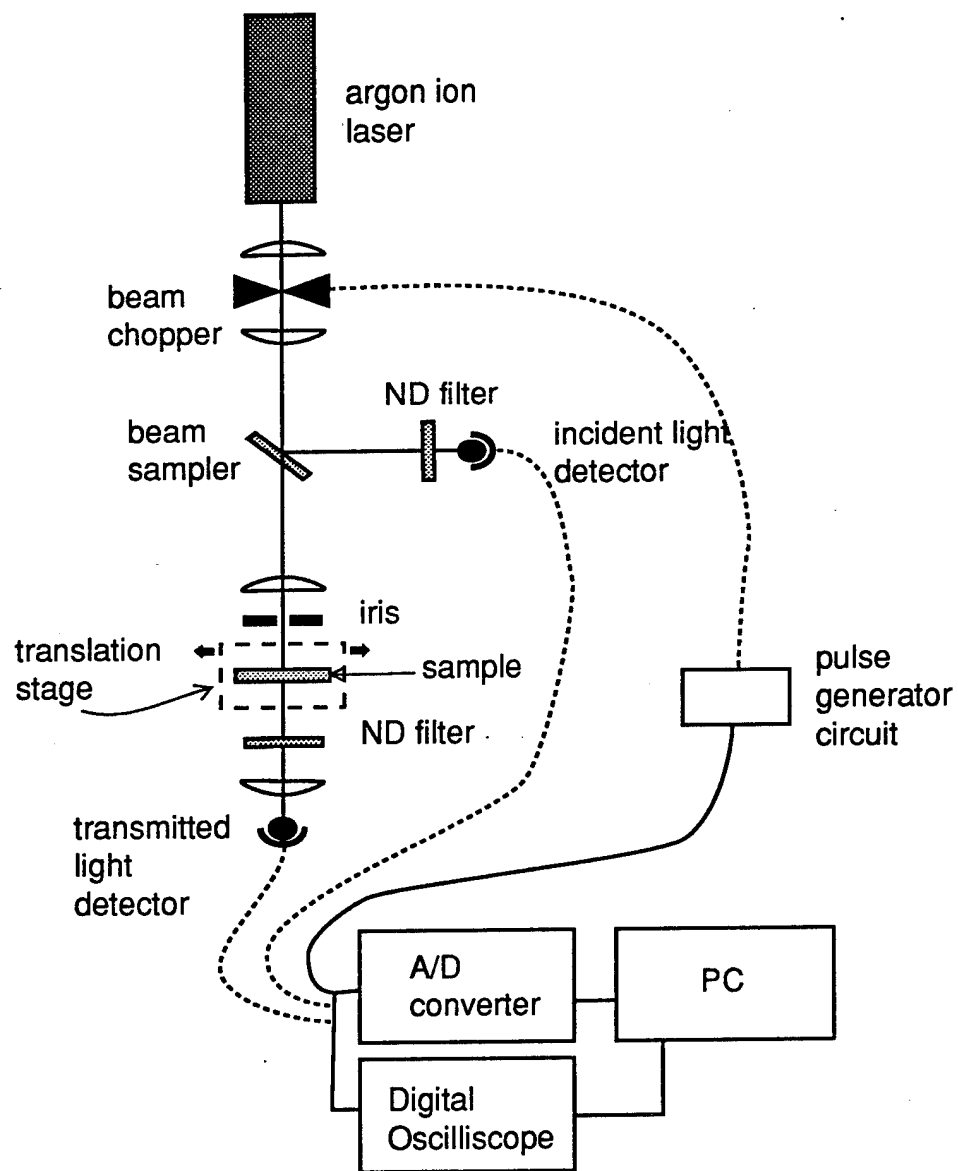 argon ion
laser
beam
chopper
ND filter
beam
sampler
incident light
detector
iris
translation
stage
sample
pulse
generator
circuit
ND filter
transmitted
light
detector
A/D
converter
PC
Digital
Oscilliscope